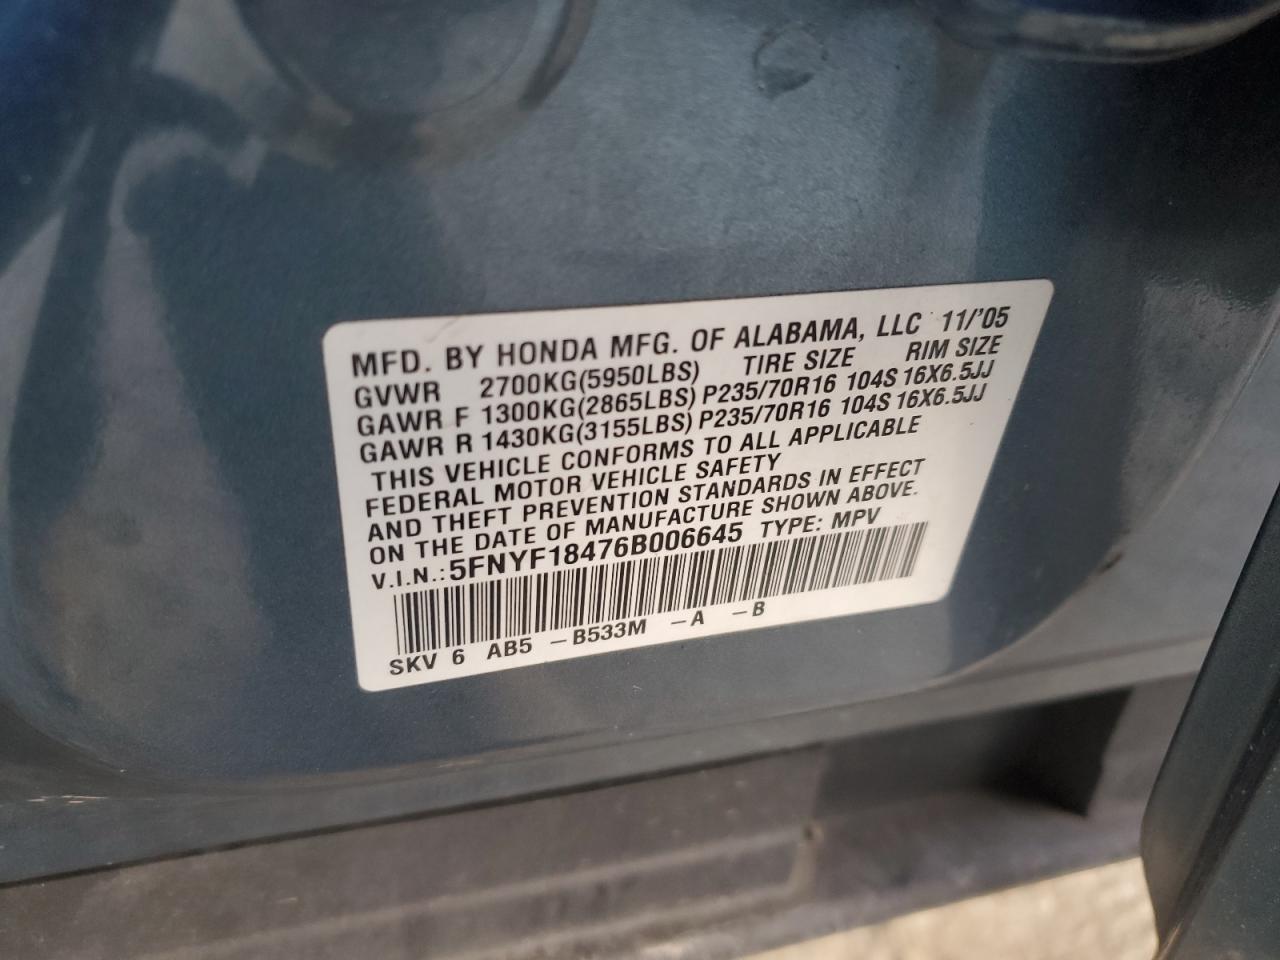 MFD. BY HONDA MFG. OF ALABAMA, LLC 11/'05
GVWR 2700KG(5950LBS) TIRE SIZE RIM SIZE
GAWR F 1300KG(2865LBS) P235/70R16 104S 16X6.5JJ
GAWR R 1430KG(3155LBS) P235/70R16 104S 16X6.5JJ
THIS VEHICLE CONFORMS TO ALL APPLICABLE
FEDERAL MOTOR VEHICLE SAFETY
AND THEFT PREVENTION STANDARDS IN EFFECT
ON THE DATE OF MANUFACTURE SHOWN ABOVE.
V.I.N.: 5FNYF18476B006645 TYPE: MPV
SKV 6 AB5 -B533M -A -B